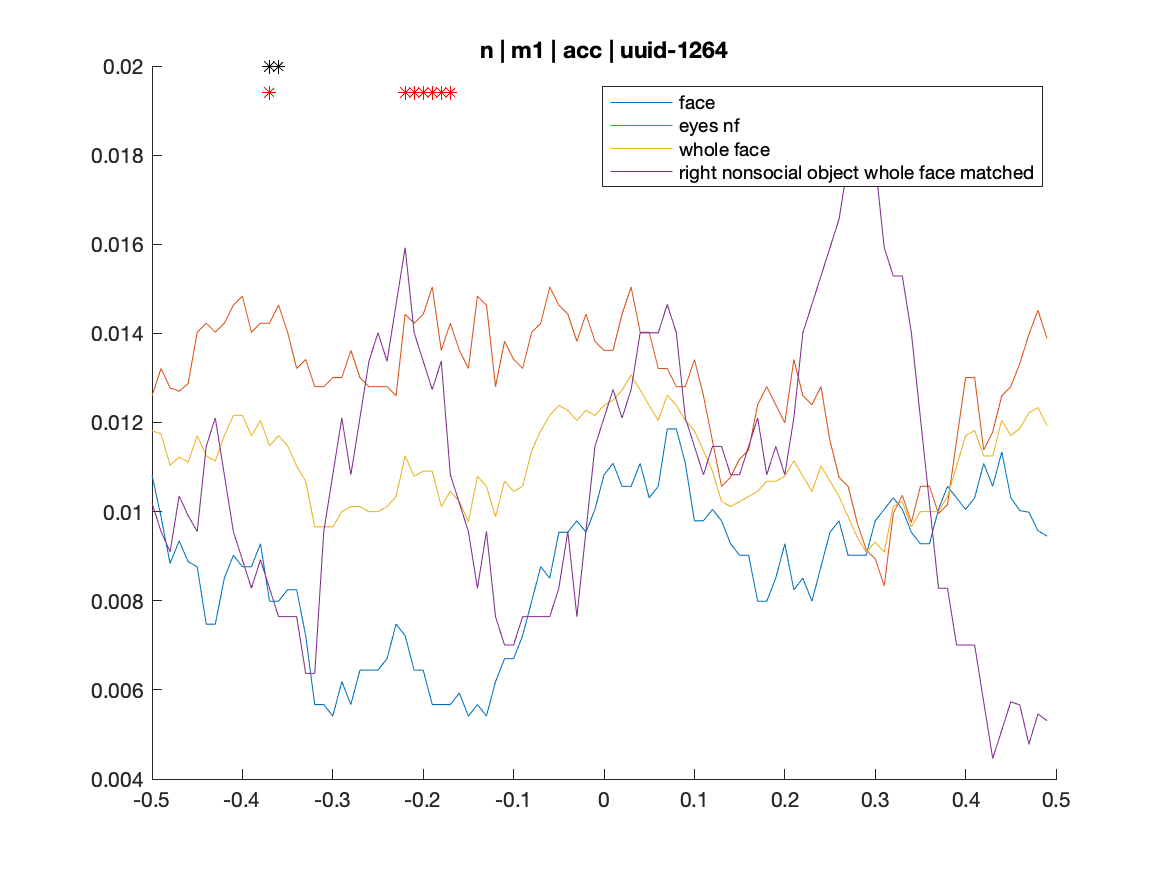 n | m1 | acc | uuid-1264
face
eyes nf
whole face
right nonsocial object whole face matched
0.02
0.018
0.016
0.014
0.012
0.01
0.008
0.006
0.004
-0.5 -0.4 -0.3 -0.2 -0.1 0 0.1 0.2 0.3 0.4 0.5